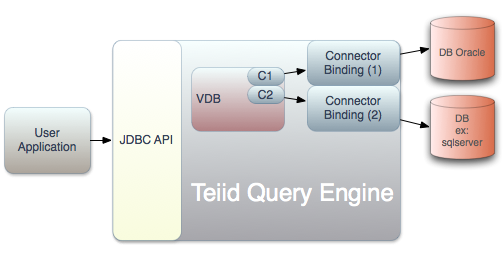 User
Application
JDBC API
VDB
C1
C2
Connector
Binding (1)
Connector
Binding (2)
DB Oracle
DB
ex:
sqlserver
Teiid Query Engine